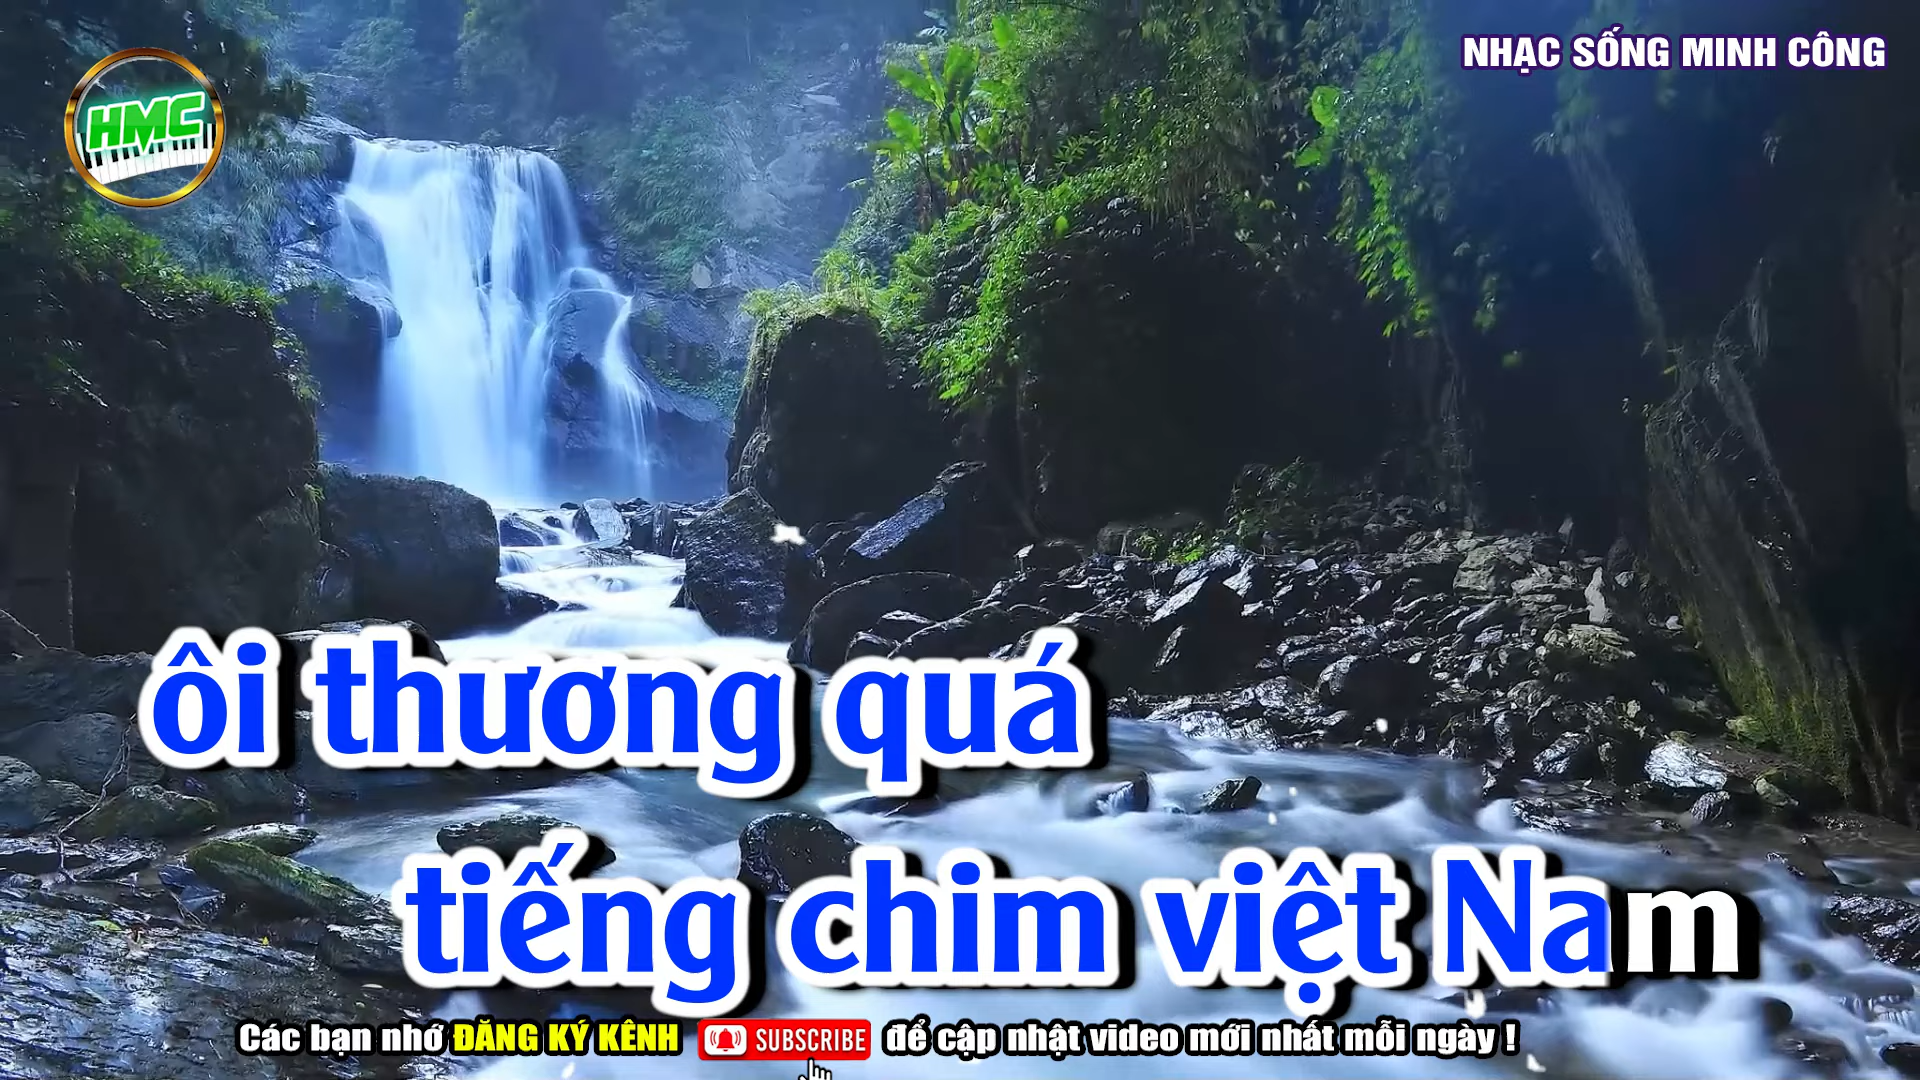 NHẠC SỐNG MINH CÔNG
HMC
ôi thương quá
tiếng chim việt Nam
Các bạn nhớ ĐĂNG KÝ KÊNH SUBSCRIBE để cập nhật video mới nhất mỗi ngày !